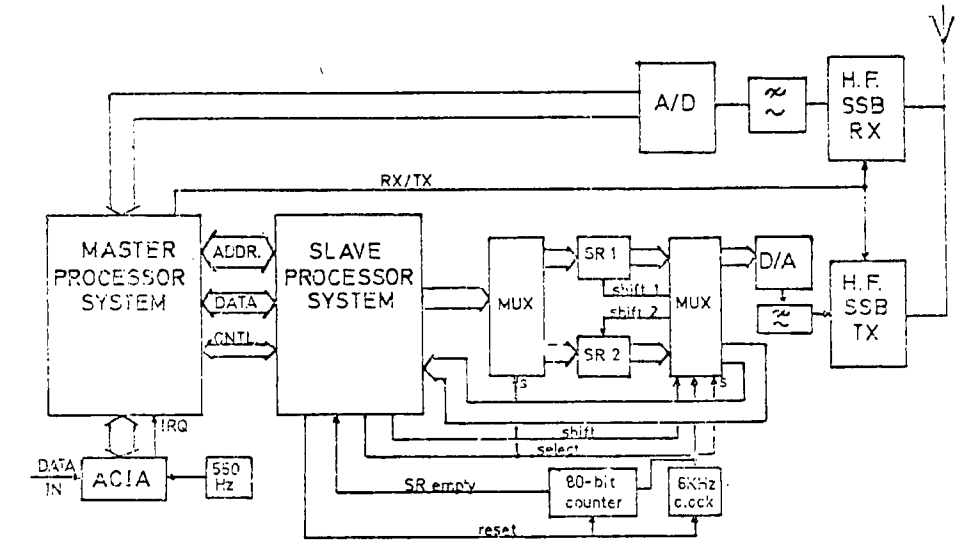 A/D
H.F.
SSB
RX
RX/TX
MASTER
PROCESSOR
SYSTEM
ADDR.
DATA
CNTL
SLAVE
PROCESSOR
SYSTEM
MUX
SR 1
shift 1
shift 2
SR 2
MUX
D/A
H.F.
SSB
TX
S
S
IRQ
shift
select
DATA
IN
ACIA
Hz
SR empty
80-bit
counter
6KHz
clock
reset